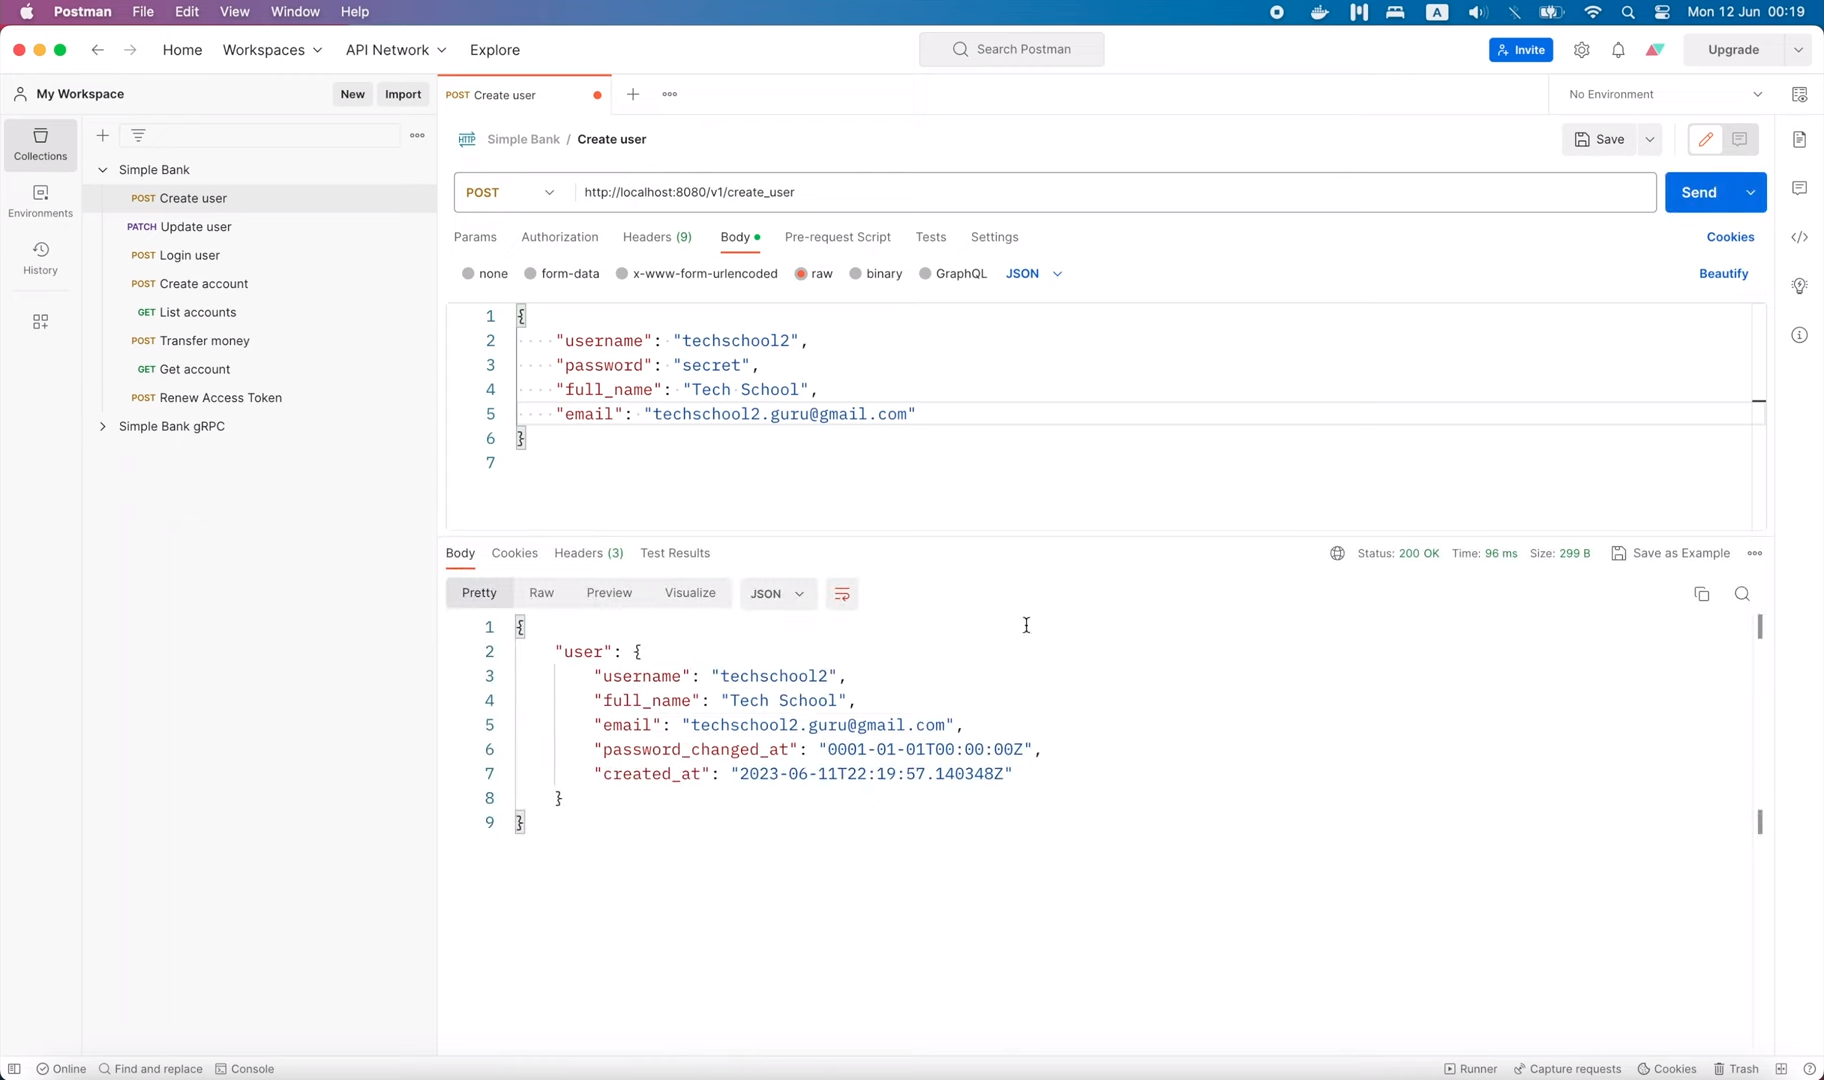 Postman File Edit View Window Help A Mon 12 Jun 00:19
Home Workspaces API Network Explore Search Postman Invite Upgrade
My Workspace New Import POST Create user No Environment
Collections
Environments
History
Simple Bank
POST Create user
PATCH Update user
POST Login user
POST Create account
GET List accounts
POST Transfer money
GET Get account
POST Renew Access Token
Simple Bank gRPC
HTTP Simple Bank / Create user Save
POST http://localhost:8080/v1/create_user Send
Params Authorization Headers (9) Body Pre-request Script Tests Settings Cookies
none form-data x-www-form-urlencoded raw binary GraphQL JSON Beautify
1 {
2 "username": "techschool2",
3 "password": "secret",
4 "full_name": "Tech School",
5 "email": "techschool2.guru@gmail.com"
6 }
7
Body Cookies Headers (3) Test Results Status: 200 OK Time: 96 ms Size: 299 B Save as Example
Pretty Raw Preview Visualize JSON
1 {
2 "user": {
3 "username": "techschool2",
4 "full_name": "Tech School",
5 "email": "techschool2.guru@gmail.com",
6 "password_changed_at": "0001-01-01T00:00:00Z",
7 "created_at": "2023-06-11T22:19:57.140348Z"
8 }
9 }
Online Find and replace Console Runner Capture requests Cookies Trash